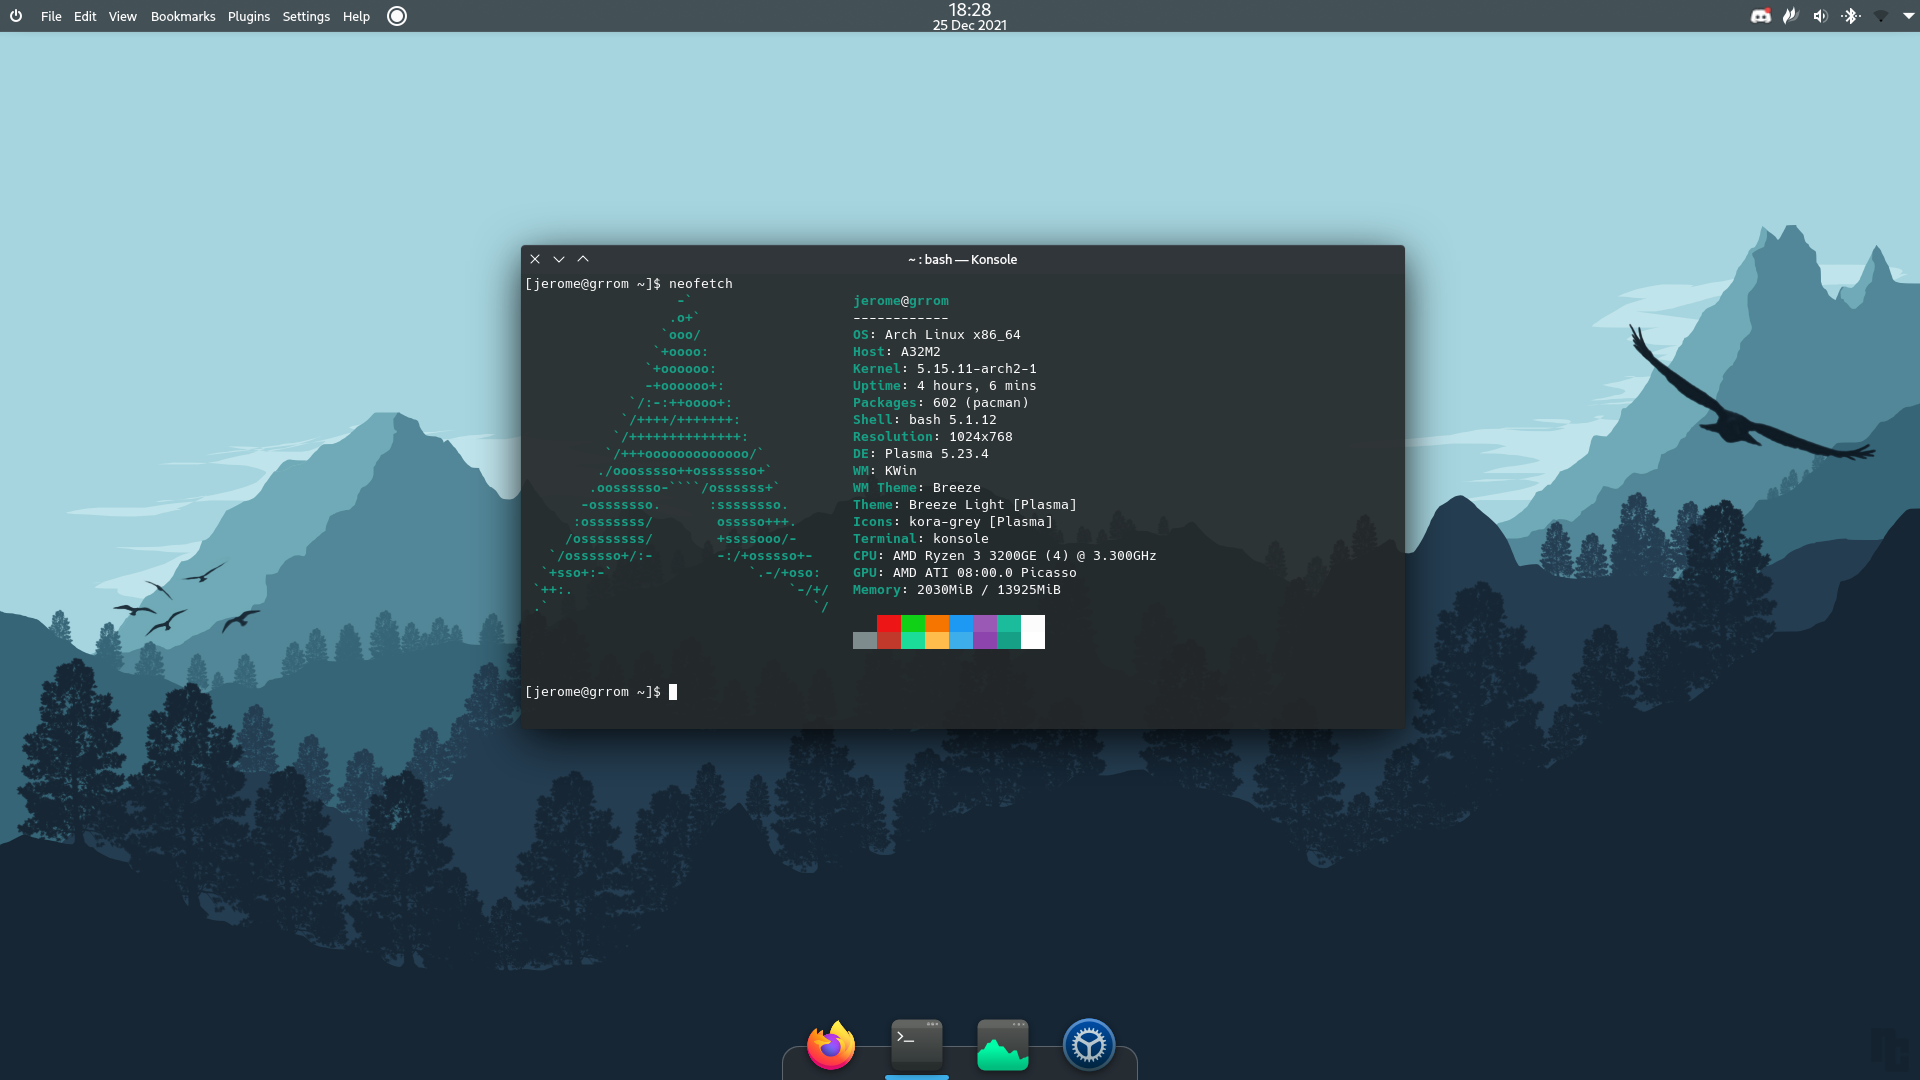 File Edit View Bookmarks Plugins Settings Help
18:28
25 Dec 2021
~ : bash — Konsole
[jerome@grrom ~]$ neofetch
-`
.o+`
`ooo/
`+oooo:
`+oooooo:
-+oooooo+:
`/:-:++oooo+:
`/++++/+++++++:
`/++++++++++++++:
`/+++ooooooooooooo/`
./ooosssso++osssssso+`
.oossssso-````/ossssss+`
-osssssso.      :ssssssso.
:osssssss/        osssso+++.
/ossssssss/        +ssssooo/-
`/ossssso+/:-        -:/+osssso+-
`+sso+:-`                 `.-/+oso:
`++:.                           `-/+/
.`                                 `/
jerome@grrom
------------
OS: Arch Linux x86_64
Host: A32M2
Kernel: 5.15.11-arch2-1
Uptime: 4 hours, 6 mins
Packages: 602 (pacman)
Shell: bash 5.1.12
Resolution: 1024x768
DE: Plasma 5.23.4
WM: KWin
WM Theme: Breeze
Theme: Breeze Light [Plasma]
Icons: kora-grey [Plasma]
Terminal: konsole
CPU: AMD Ryzen 3 3200GE (4) @ 3.300GHz
GPU: AMD ATI 08:00.0 Picasso
Memory: 2030MiB / 13925MiB
[jerome@grrom ~]$
>_